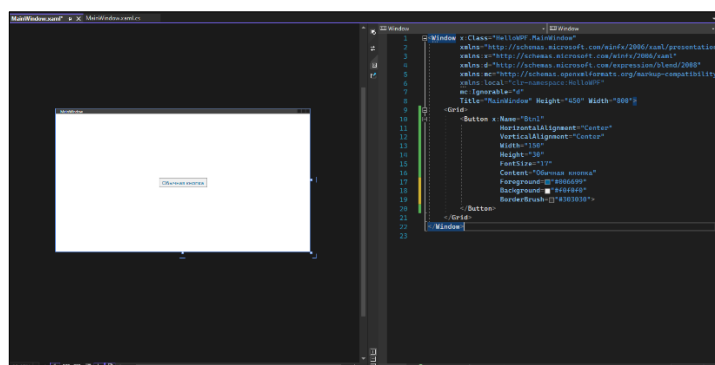 MainWindow.xaml* MainWindow.xaml.cs
Window Window
MainWindow
Обычная кнопка
1 <Window x:Class="HelloWPF.MainWindow"
2 xmlns="http://schemas.microsoft.com/winfx/2006/xaml/presentation
3 xmlns:x="http://schemas.microsoft.com/winfx/2006/xaml"
4 xmlns:d="http://schemas.microsoft.com/expression/blend/2008"
5 xmlns:mc="http://schemas.openxmlformats.org/markup-compatibility
6 xmlns:local="clr-namespace:HelloWPF"
7 mc:Ignorable="d"
8 Title="MainWindow" Height="450" Width="800">
9 <Grid>
10 <Button x:Name="Btn1"
11 HorizontalAlignment="Center"
12 VerticalAlignment="Center"
13 Width="150"
14 Height="30"
15 FontSize="17"
16 Content="Обычная кнопка"
17 Foreground="#006699"
18 Background="#f0f0f0"
19 BorderBrush="#303030">
20 </Button>
21 </Grid>
22 </Window>
23